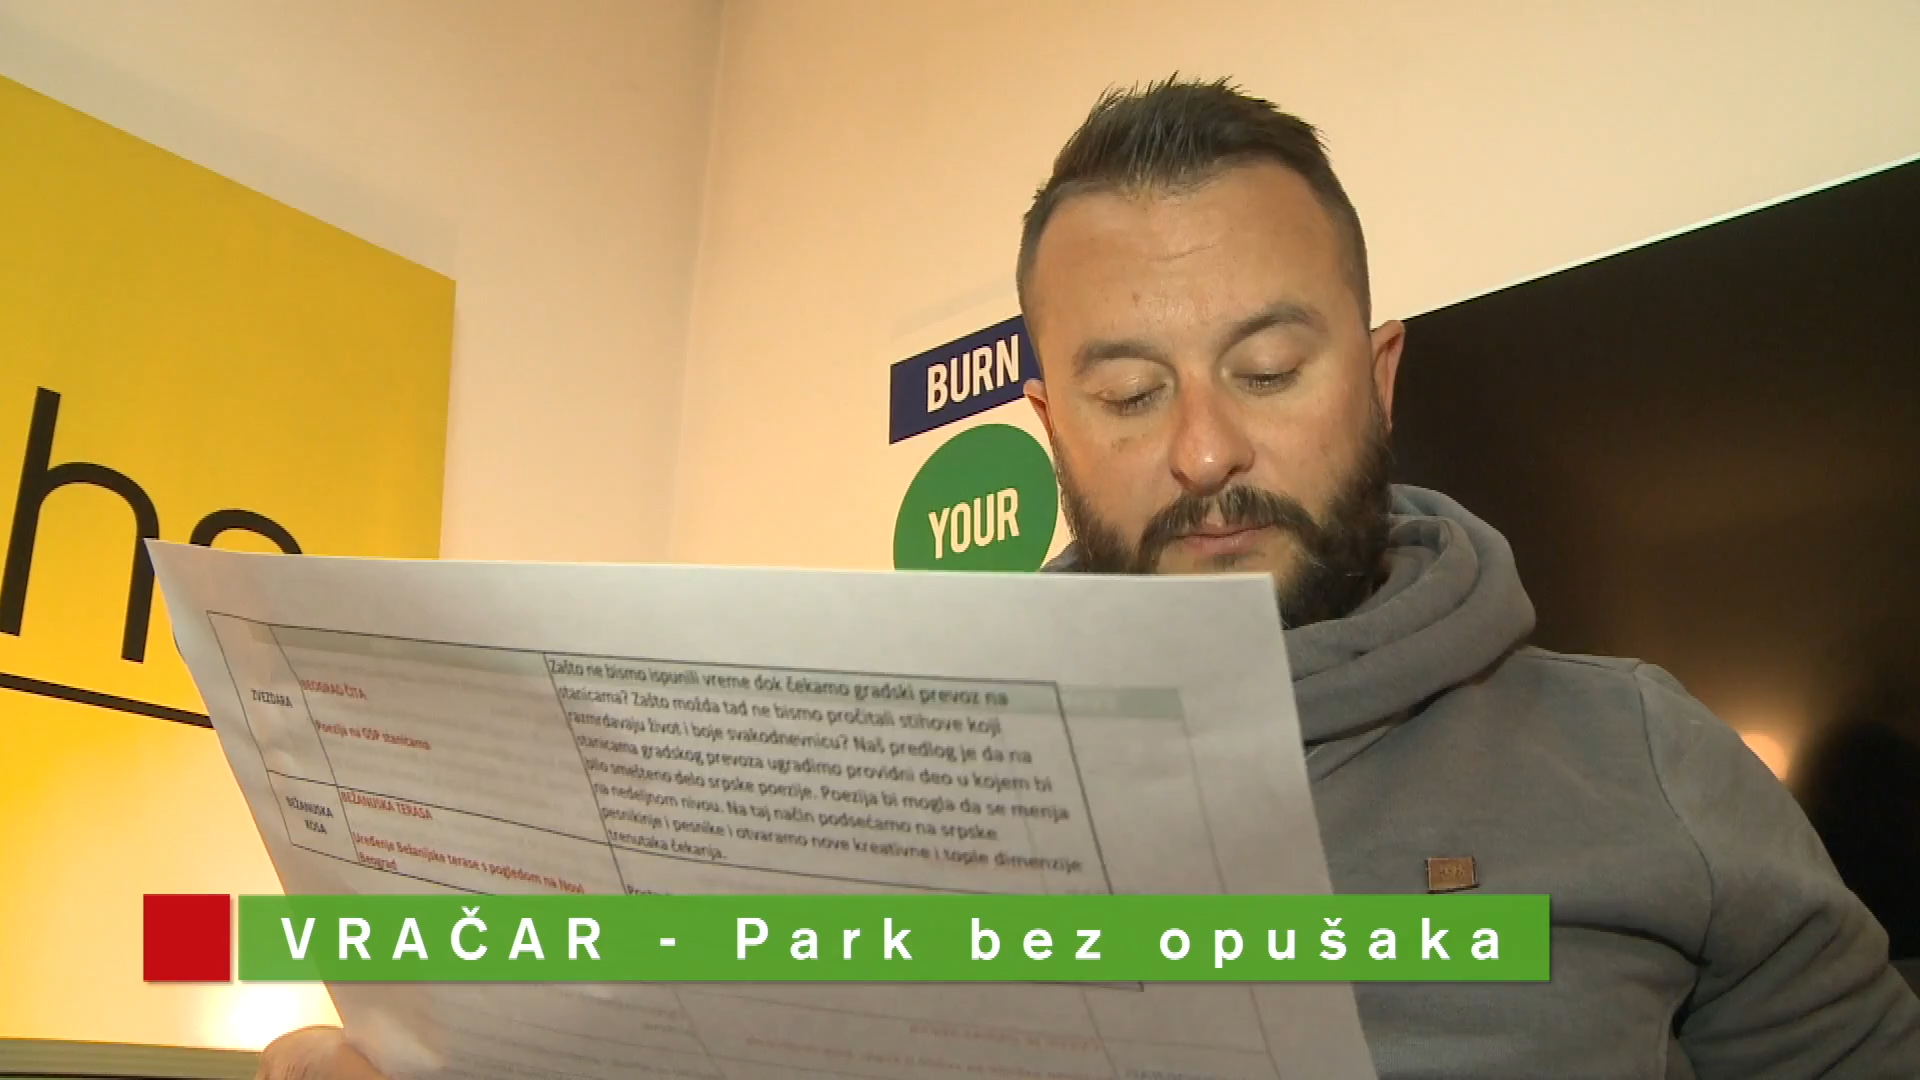 he
BURN
YOUR
ZVEZDARA
BEOGRAD ČITA
Poezija na GSP stanicama
Zašto ne bismo ispunili vreme dok čekamo gradski prevoz na
stanicama? Zašto možda tad ne bismo pročitali stihove koji
razmrdavaju život i boje svakodnevnicu? Naš predlog je da na
stanicama gradskog prevoza ugradimo providni deo u kojem bi
bilo smešteno delo srpske poezije. Poezija bi mogla da se menja
na nedeljnom nivou. Na taj način podsećamo na srpske
pesnikinje i pesnike i otvaramo nove kreativne i tople dimenzije
trenutaka čekanja.
BEŽANIJSKA
KOSA
BEŽANIJSKA TERASA
Uređenje Bežanijske terase s pogledom na Novi
Beograd
VRAČAR - Park bez opušaka